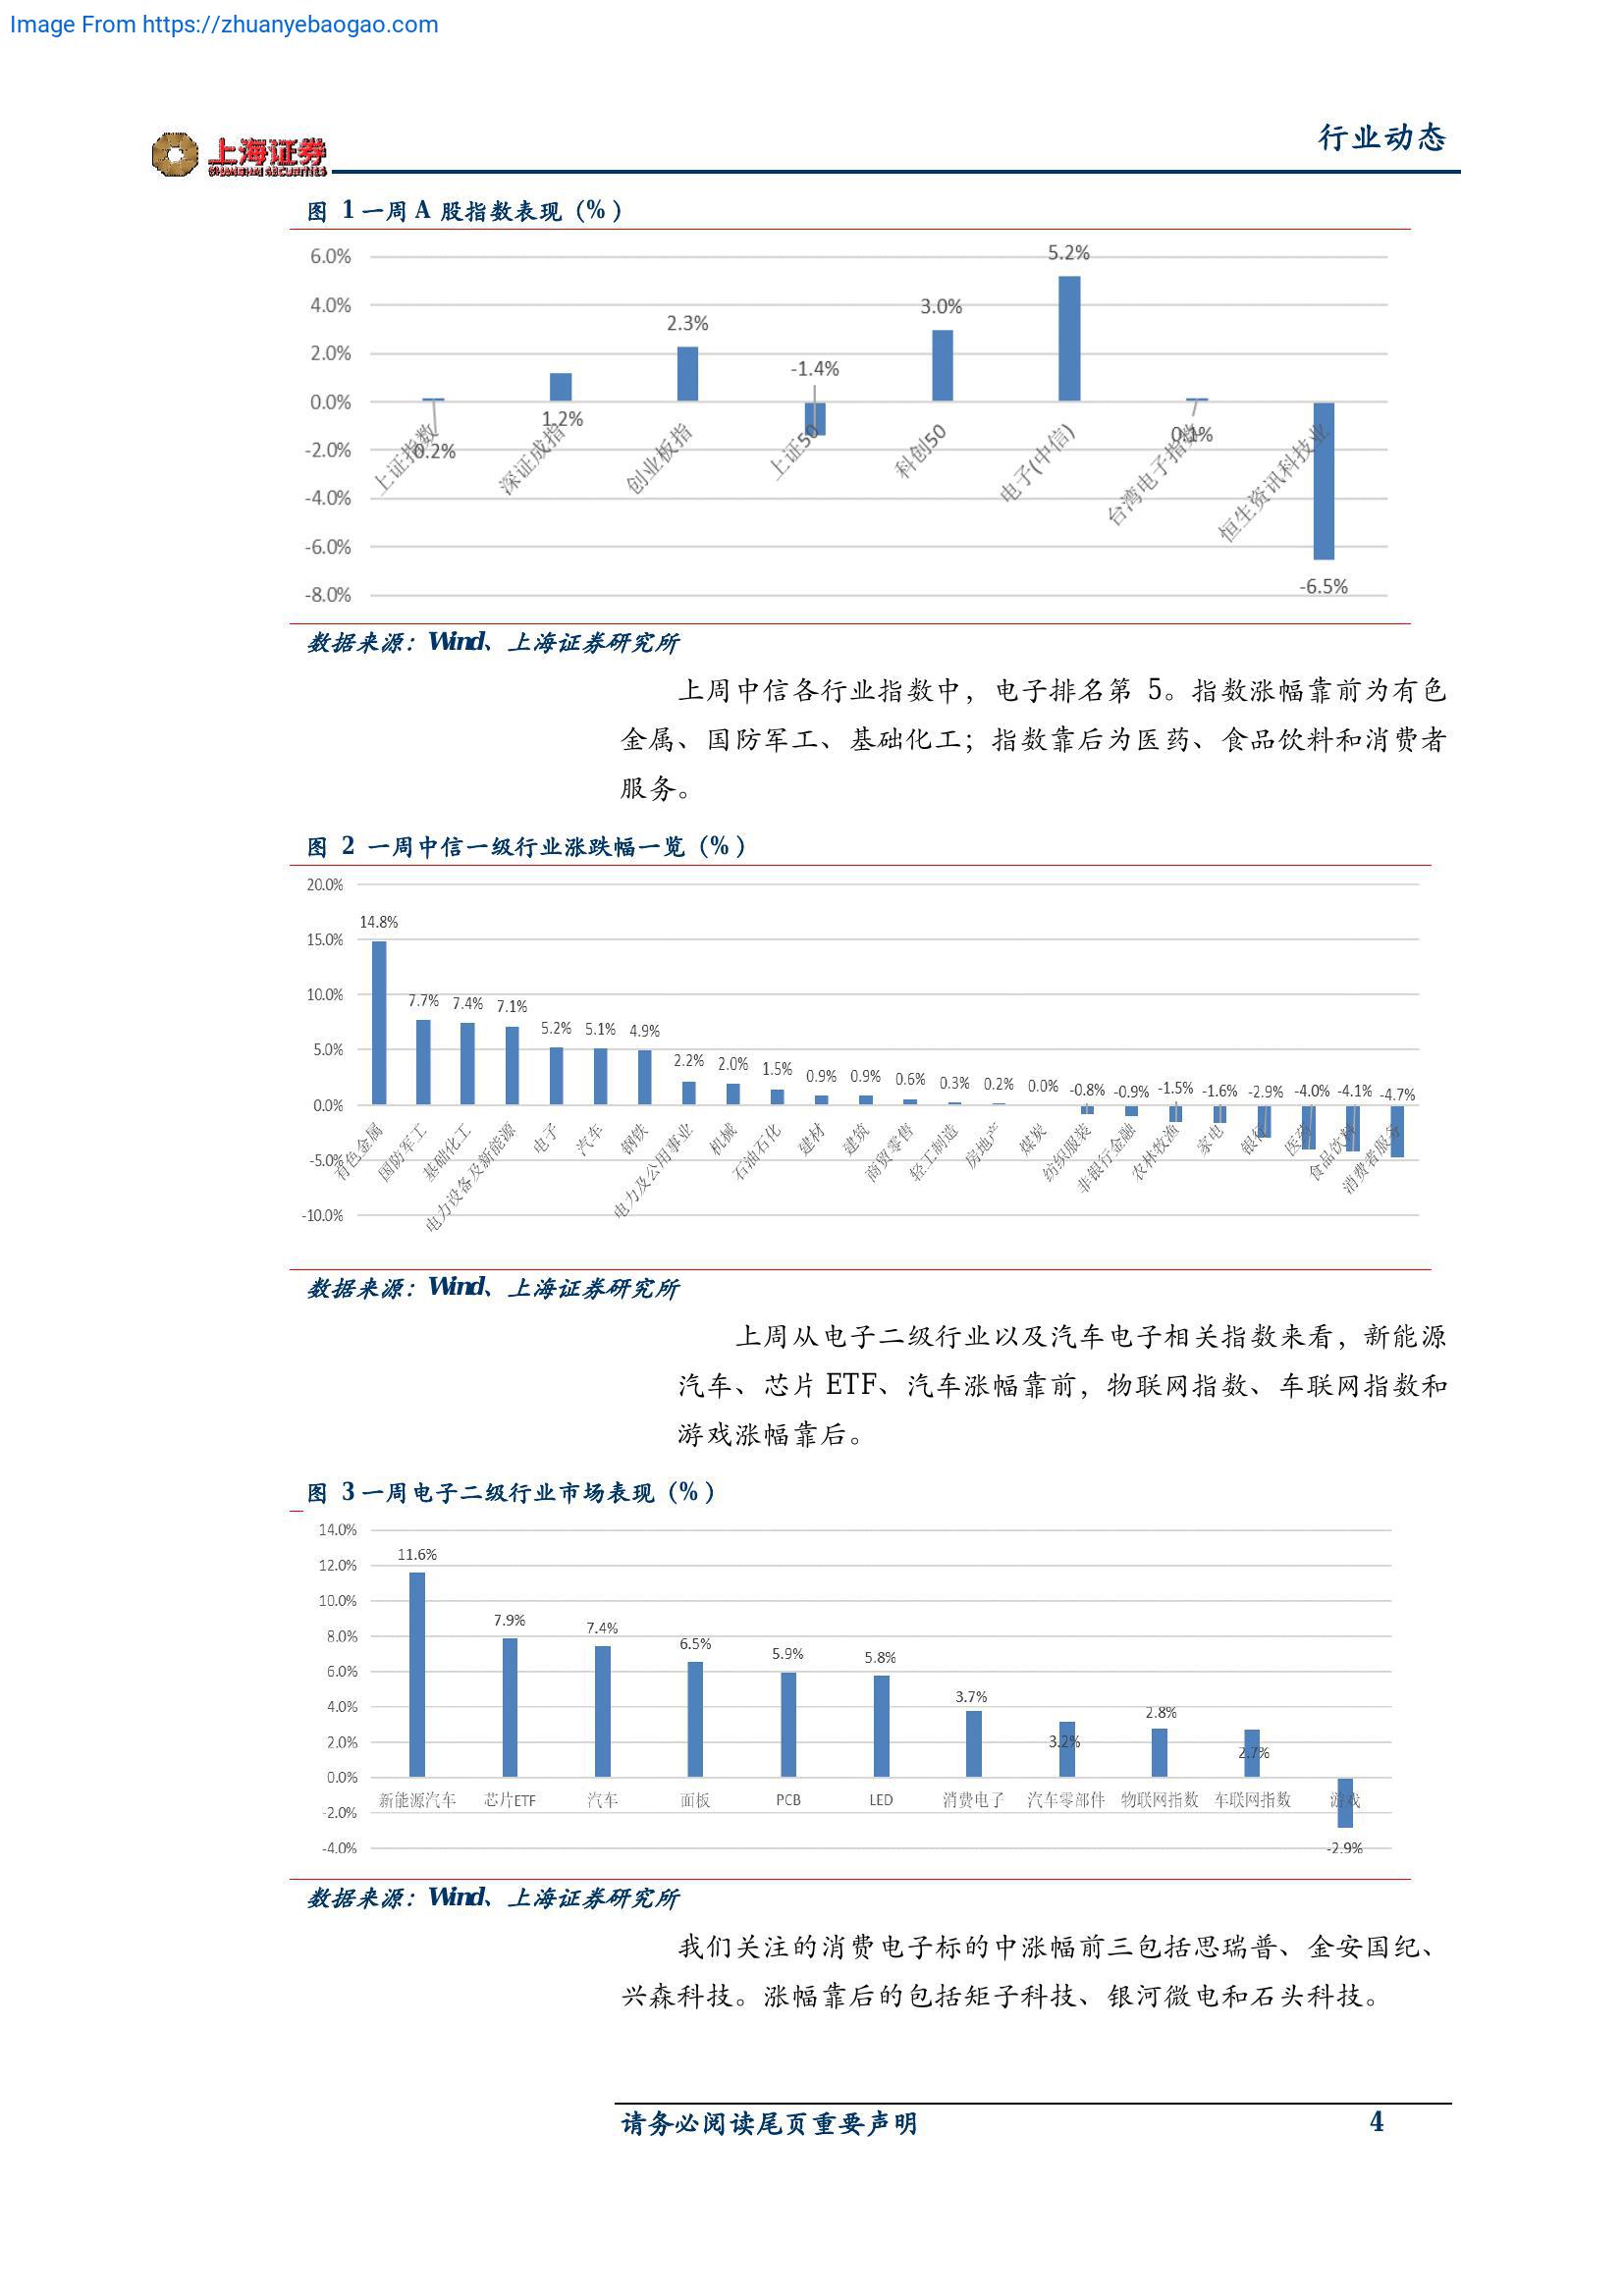 Image From https://zhuanyebaogao.com
行业动态
上海证券
SHANGHAI SECURITIES
图 1 一周 A 股指数表现（%）
6.0%
4.0%
2.0%
0.0%
-2.0%
-4.0%
-6.0%
-8.0%
0.2%
1.2%
2.3%
-1.4%
3.0%
5.2%
0.1%
-6.5%
上证指数
深证成指
创业板指
上证50
科创50
电子(中信)
台湾电子指数
恒生资讯科技业
数据来源：Wind、上海证券研究所
上周中信各行业指数中，电子排名第 5。指数涨幅靠前为有色
金属、国防军工、基础化工；指数靠后为医药、食品饮料和消费者
服务。
图 2 一周中信一级行业涨跌幅一览（%）
20.0%
15.0%
10.0%
5.0%
0.0%
-5.0%
-10.0%
14.8%
7.7%
7.4%
7.1%
5.2%
5.1%
4.9%
2.2%
2.0%
1.5%
0.9%
0.9%
0.6%
0.3%
0.2%
0.0%
-0.8%
-0.9%
-1.5%
-1.6%
-2.9%
-4.0%
-4.1%
-4.7%
有色金属
国防军工
基础化工
电力设备及新能源
电子
汽车
钢铁
电力及公用事业
机械
石油石化
建材
建筑
商贸零售
轻工制造
房地产
煤炭
纺织服装
非银行金融
农林牧渔
家电
银行
医药
食品饮料
消费者服务
数据来源：Wind、上海证券研究所
上周从电子二级行业以及汽车电子相关指数来看，新能源
汽车、芯片 ETF、汽车涨幅靠前，物联网指数、车联网指数和
游戏涨幅靠后。
图 3 一周电子二级行业市场表现（%）
14.0%
12.0%
10.0%
8.0%
6.0%
4.0%
2.0%
0.0%
-2.0%
-4.0%
11.6%
7.9%
7.4%
6.5%
5.9%
5.8%
3.7%
3.2%
2.8%
2.7%
-2.9%
新能源汽车
芯片ETF
汽车
面板
PCB
LED
消费电子
汽车零部件
物联网指数
车联网指数
游戏
数据来源：Wind、上海证券研究所
我们关注的消费电子标的中涨幅前三包括思瑞普、金安国纪、
兴森科技。涨幅靠后的包括矩子科技、银河微电和石头科技。
请务必阅读尾页重要声明
4